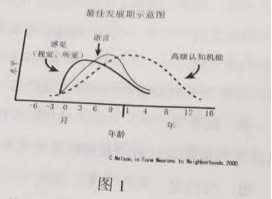 最佳发展期示意图
感觉
(视觉、听觉)
语言
高级认知机能
水平
-6 -3 0 3 6 9 1 4 8 12 16
月 年
年龄
C.Nelson, in Form Neurons to Neighborhoods, 2000
图1